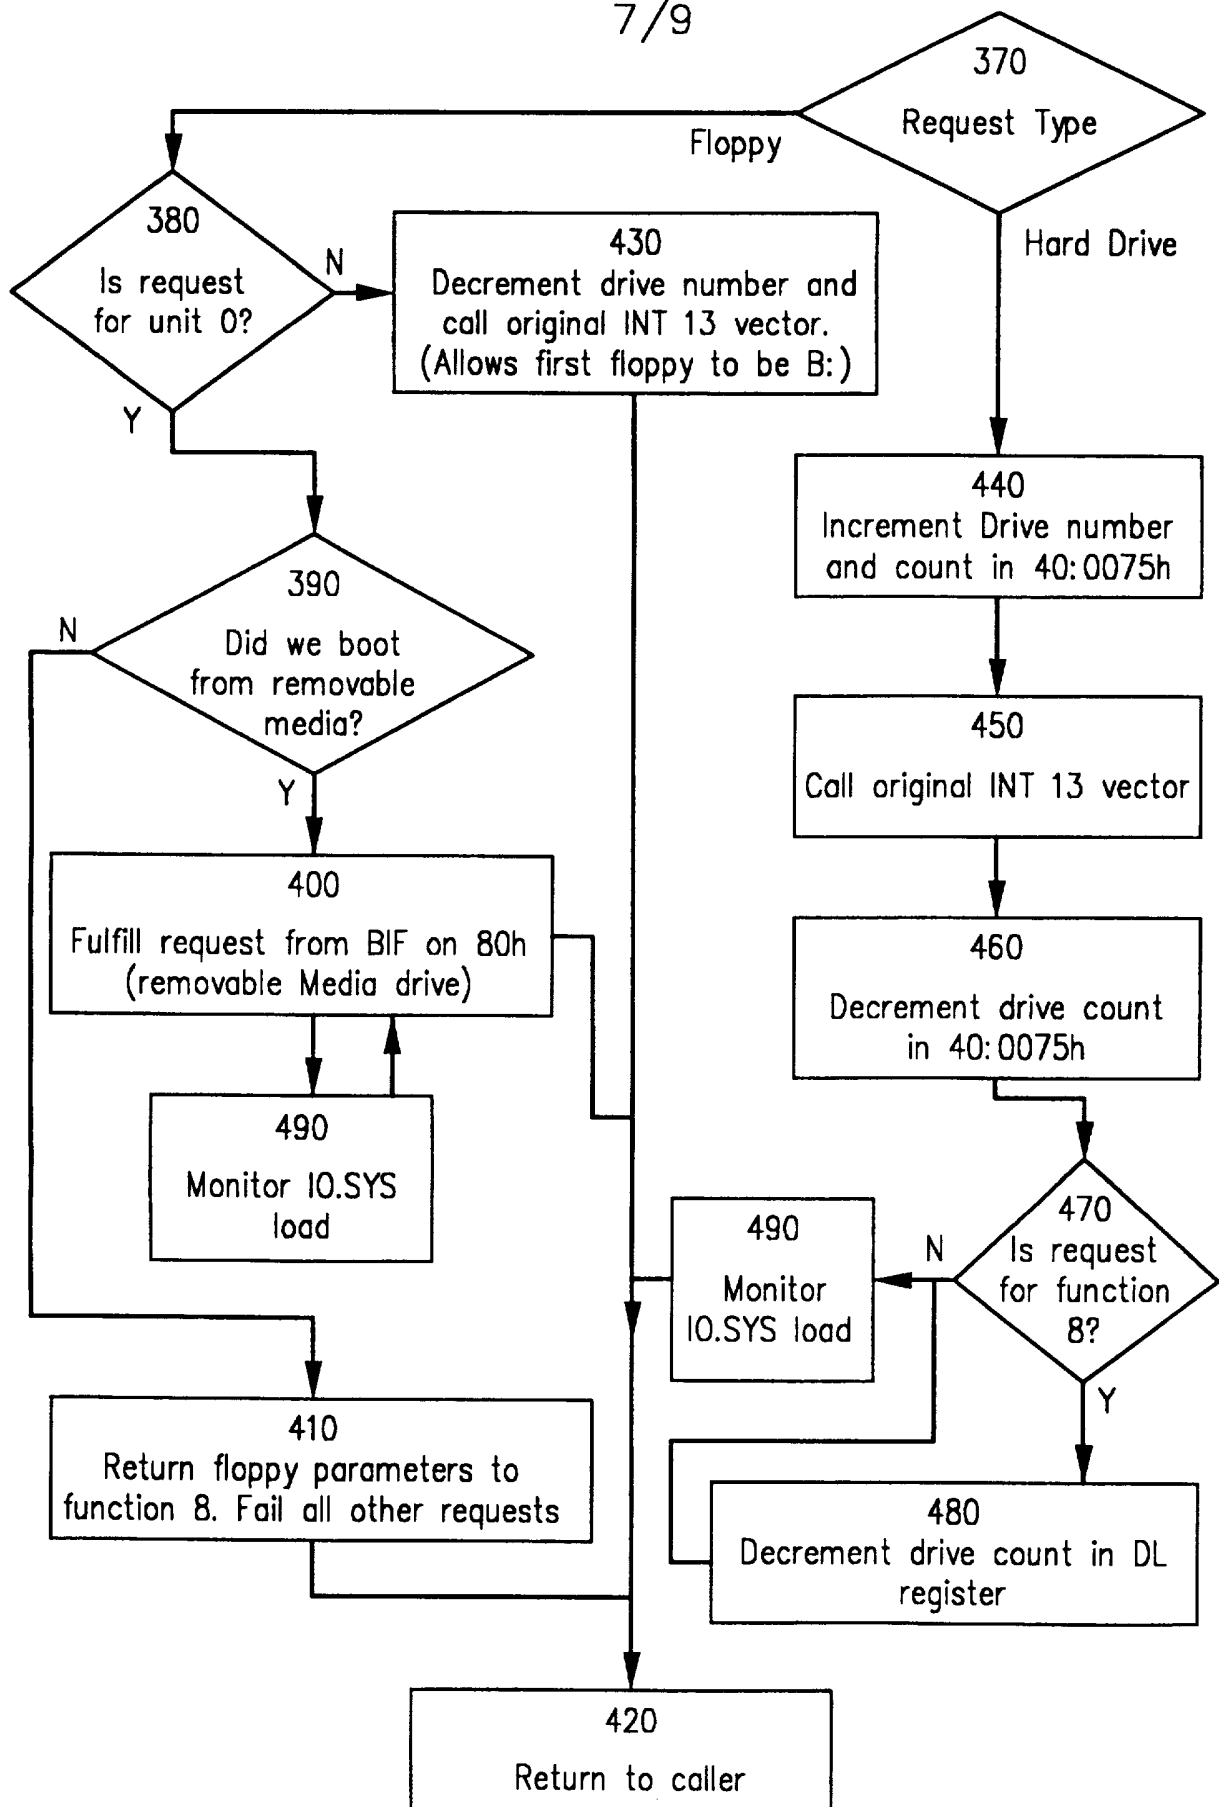 7/9
370
Request Type
Floppy
Hard Drive
380
Is request
for unit 0?
N
Y
430
Decrement drive number and
call original INT 13 vector.
(Allows first floppy to be B:)
440
Increment Drive number
and count in 40:0075h
390
Did we boot
from removable
media?
N
Y
450
Call original INT 13 vector
400
Fulfill request from BIF on 80h
(removable Media drive)
460
Decrement drive count
in 40:0075h
490
Monitor IO.SYS
load
470
Is request
for function
8?
N
Y
490
Monitor
IO.SYS load
410
Return floppy parameters to
function 8. Fail all other requests
480
Decrement drive count in DL
register
420
Return to caller